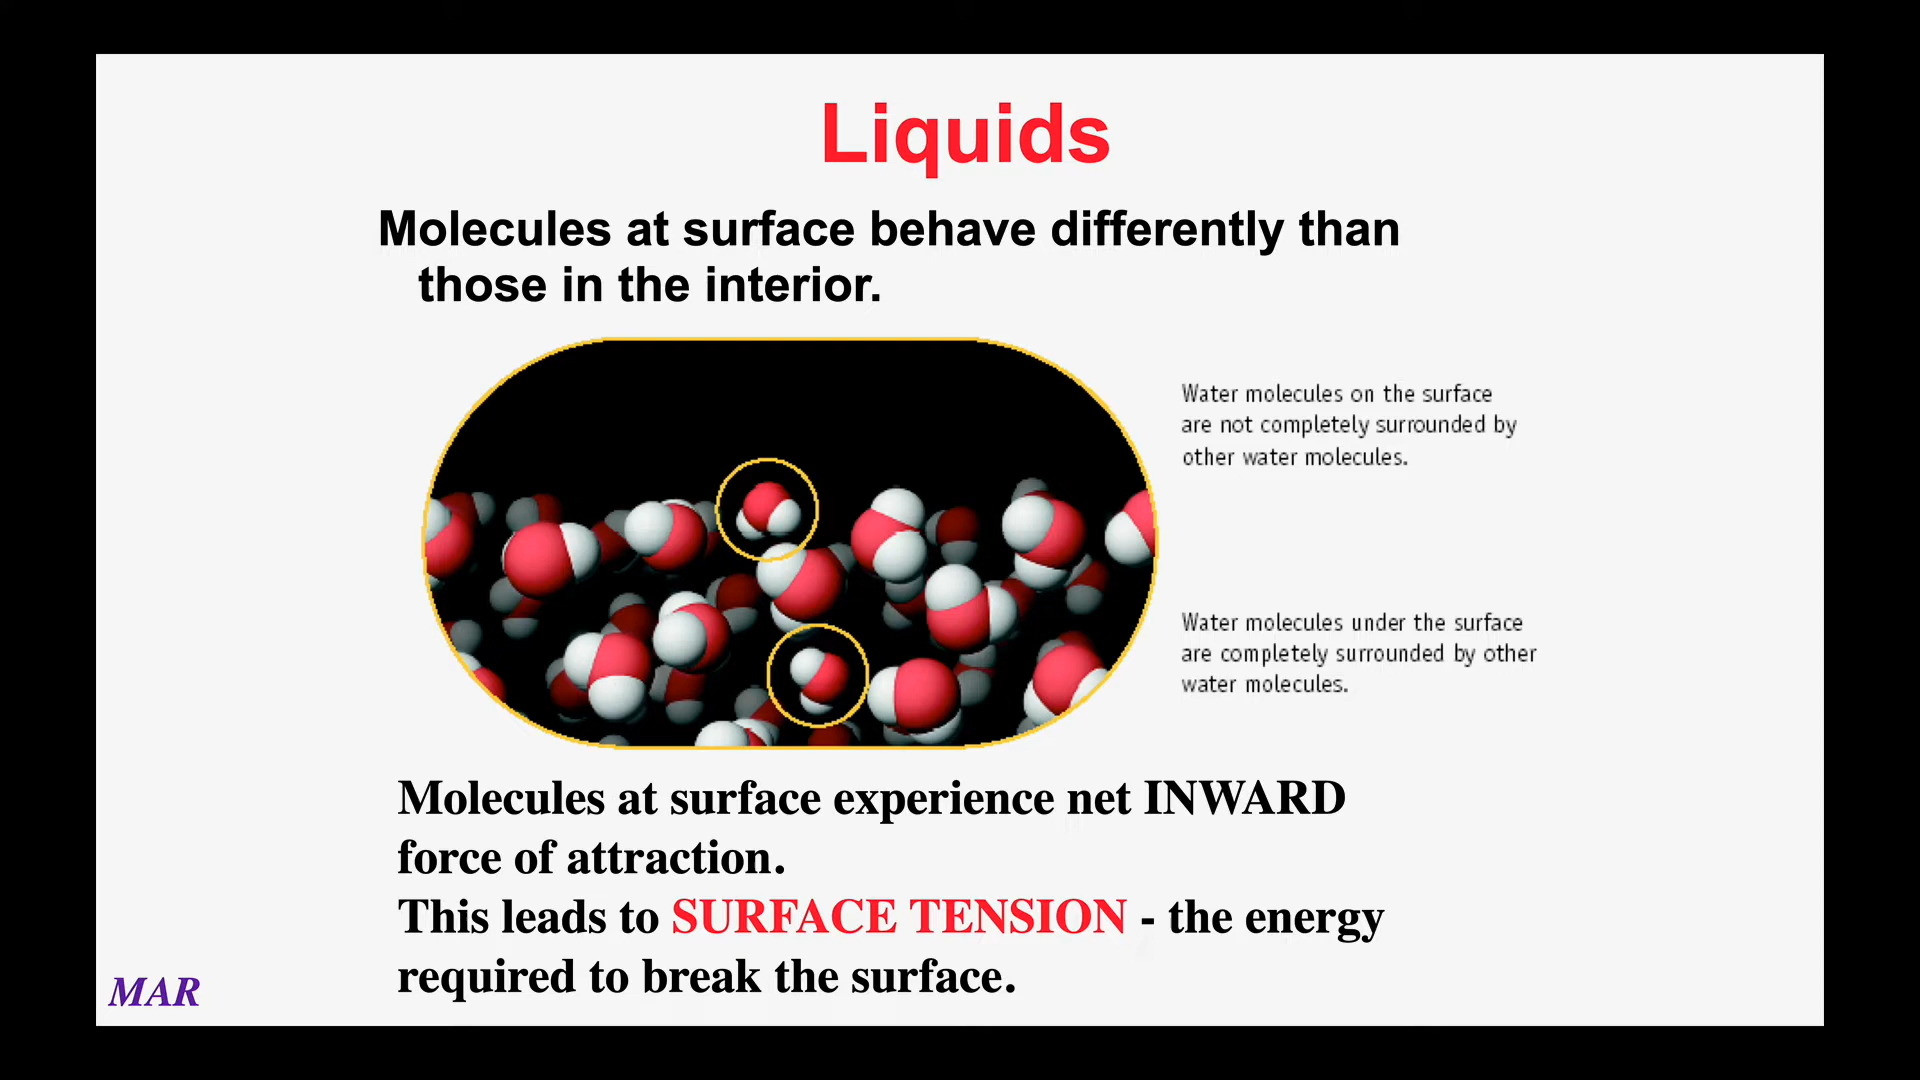 Liquids
Molecules at surface behave differently than
those in the interior.
Water molecules on the surface
are not completely surrounded by
other water molecules.
Water molecules under the surface
are completely surrounded by other
water molecules.
Molecules at surface experience net INWARD
force of attraction.
This leads to SURFACE TENSION - the energy
required to break the surface.
MAR